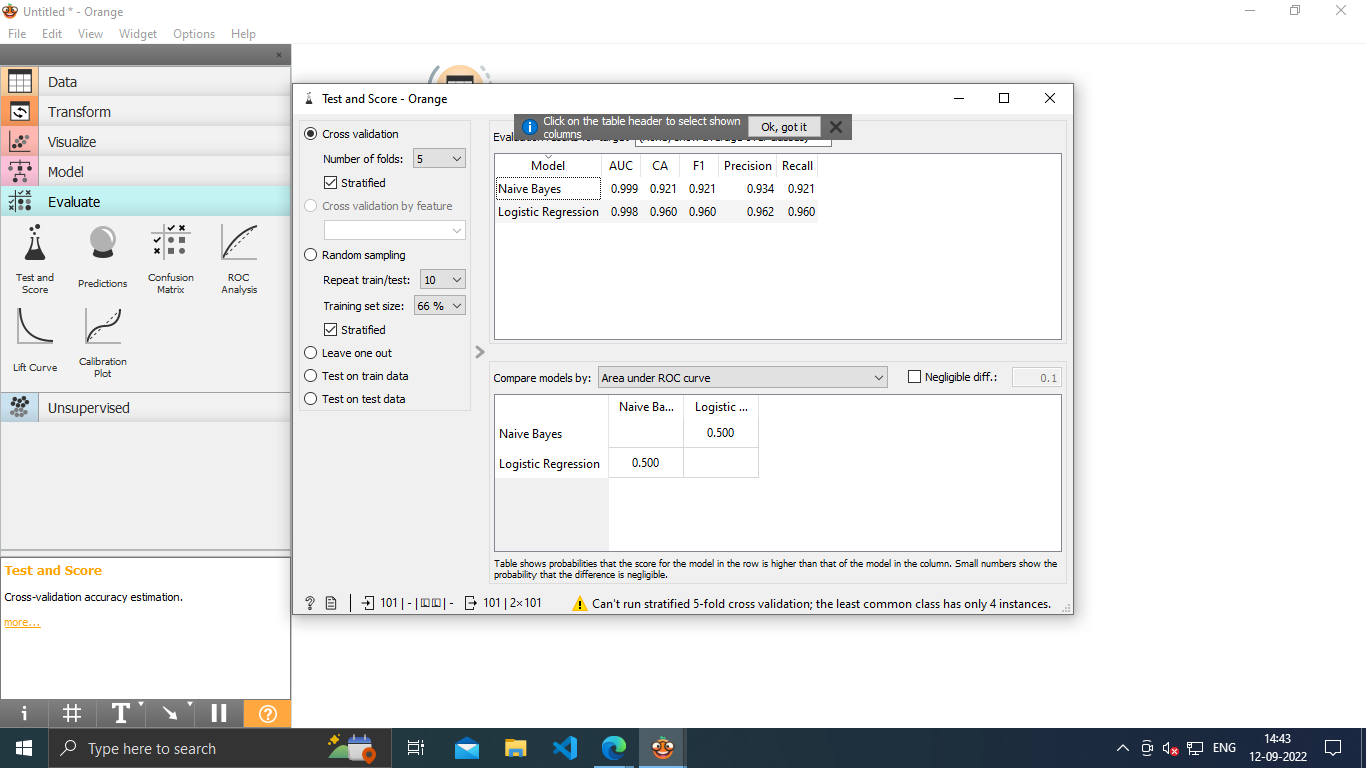 Untitled * - Orange
File Edit View Widget Options Help
Data
Transform
Visualize
Model
Evaluate
Test and Score
Predictions
Confusion Matrix
ROC Analysis
Lift Curve
Calibration Plot
Unsupervised
Test and Score
Cross-validation accuracy estimation.
more...
Test and Score - Orange
Cross validation
Number of folds: 5
Stratified
Cross validation by feature
Random sampling
Repeat train/test: 10
Training set size: 66 %
Stratified
Leave one out
Test on train data
Test on test data
Click on the table header to select shown
columns
Ok, got it
Model AUC CA F1 Precision Recall
Naive Bayes 0.999 0.921 0.921 0.934 0.921
Logistic Regression 0.998 0.960 0.960 0.962 0.960
Compare models by: Area under ROC curve Negligible diff.: 0.1
Naive Ba... Logistic ...
Naive Bayes 0.500
Logistic Regression 0.500
Table shows probabilities that the score for the model in the row is higher than that of the model in the column. Small numbers show the
probability that the difference is negligible.
101 | - | | - 101 | 2×101
Can't run stratified 5-fold cross validation; the least common class has only 4 instances.
Type here to search
ENG
14:43
12-09-2022